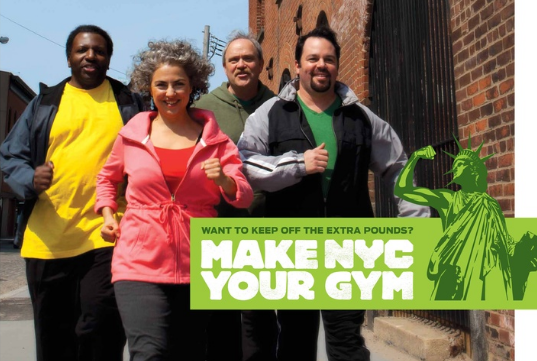 WANT TO KEEP OFF THE EXTRA POUNDS?
MAKE NYC
YOUR GYM